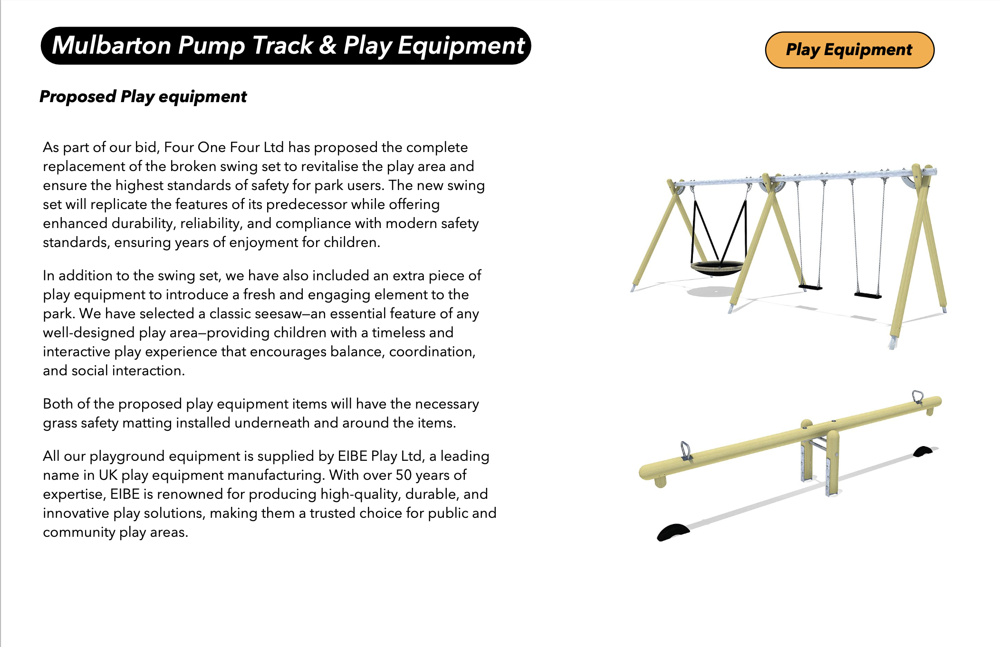 Mulbarton Pump Track & Play Equipment
Play Equipment
Proposed Play equipment
As part of our bid, Four One Four Ltd has proposed the complete
replacement of the broken swing set to revitalise the play area and
ensure the highest standards of safety for park users. The new swing
set will replicate the features of its predecessor while offering
enhanced durability, reliability, and compliance with modern safety
standards, ensuring years of enjoyment for children.
In addition to the swing set, we have also included an extra piece of
play equipment to introduce a fresh and engaging element to the
park. We have selected a classic seesaw—an essential feature of any
well-designed play area—providing children with a timeless and
interactive play experience that encourages balance, coordination,
and social interaction.
Both of the proposed play equipment items will have the necessary
grass safety matting installed underneath and around the items.
All our playground equipment is supplied by EIBE Play Ltd, a leading
name in UK play equipment manufacturing. With over 50 years of
expertise, EIBE is renowned for producing high-quality, durable, and
innovative play solutions, making them a trusted choice for public and
community play areas.